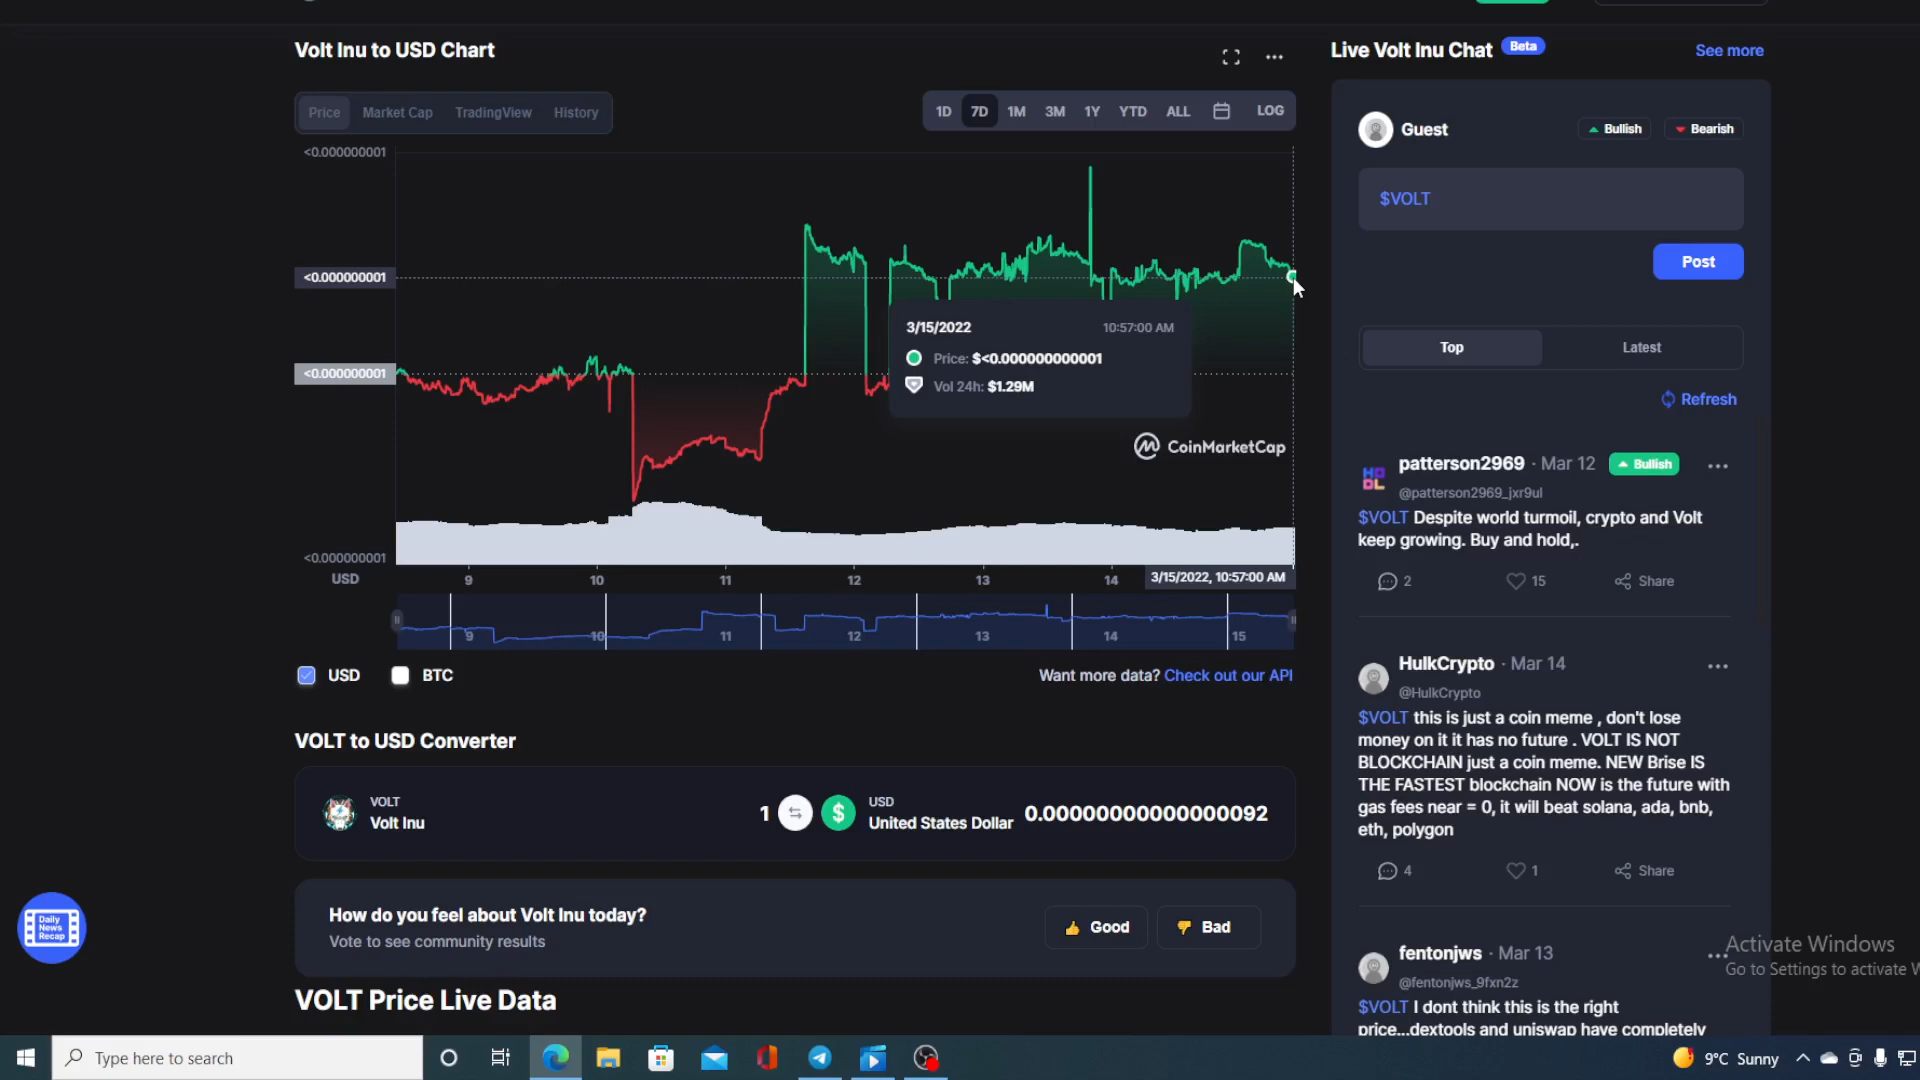 Volt Inu to USD Chart
Price Market Cap TradingView History
1D 7D 1M 3M 1Y YTD ALL LOG
<0.000000001
<0.000000001
<0.000000001
<0.000000001
USD
3/15/2022 10:57:00 AM
Price: $<0.000000000001
Vol 24h: $1.29M
CoinMarketCap
9 10 11 12 13 14 3/15/2022, 10:57:00 AM
9 10 11 12 13 14 15
USD BTC
Want more data? Check out our API
VOLT to USD Converter
VOLT
Volt Inu
1
USD
United States Dollar
0.00000000000000092
How do you feel about Volt Inu today?
Vote to see community results
Good Bad
VOLT Price Live Data
Daily
News
Recap
Live Volt Inu Chat Beta See more
Guest Bullish Bearish
$VOLT
Post
Top Latest
Refresh
patterson2969 · Mar 12 Bullish
@patterson2969_jxr9ul
$VOLT Despite world turmoil, crypto and Volt
keep growing. Buy and hold,.
2 15 Share
HulkCrypto · Mar 14
@HulkCrypto
$VOLT this is just a coin meme , don't lose
money on it it has no future . VOLT IS NOT
BLOCKCHAIN just a coin meme. NEW Brise IS
THE FASTEST blockchain NOW is the future with
gas fees near = 0, it will beat solana, ada, bnb,
eth, polygon
4 1 Share
fentonjws · Mar 13
@fentonjws_9fxn2z
$VOLT I dont think this is the right
price...dextools and uniswap have completely
Activate Windows
Go to Settings to activate W
Type here to search
9°C Sunny